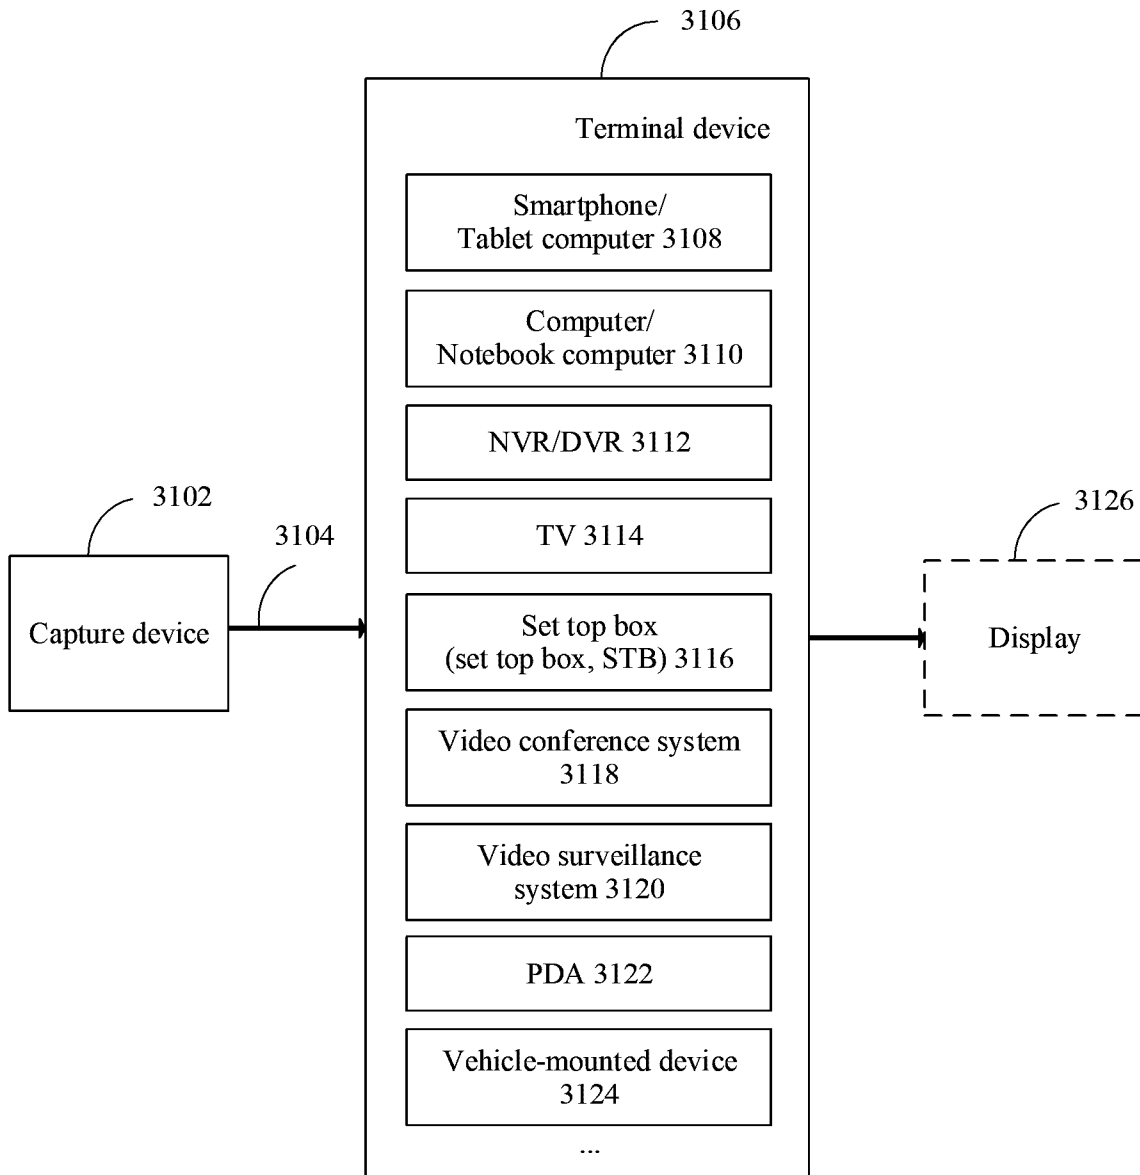 3106
Terminal device
Smartphone/
Tablet computer 3108
Computer/
Notebook computer 3110
NVR/DVR 3112
3102
3104
TV 3114
3126
Capture device
Set top box
(set top box, STB) 3116
Display
Video conference system
3118
Video surveillance
system 3120
PDA 3122
Vehicle-mounted device
3124
...